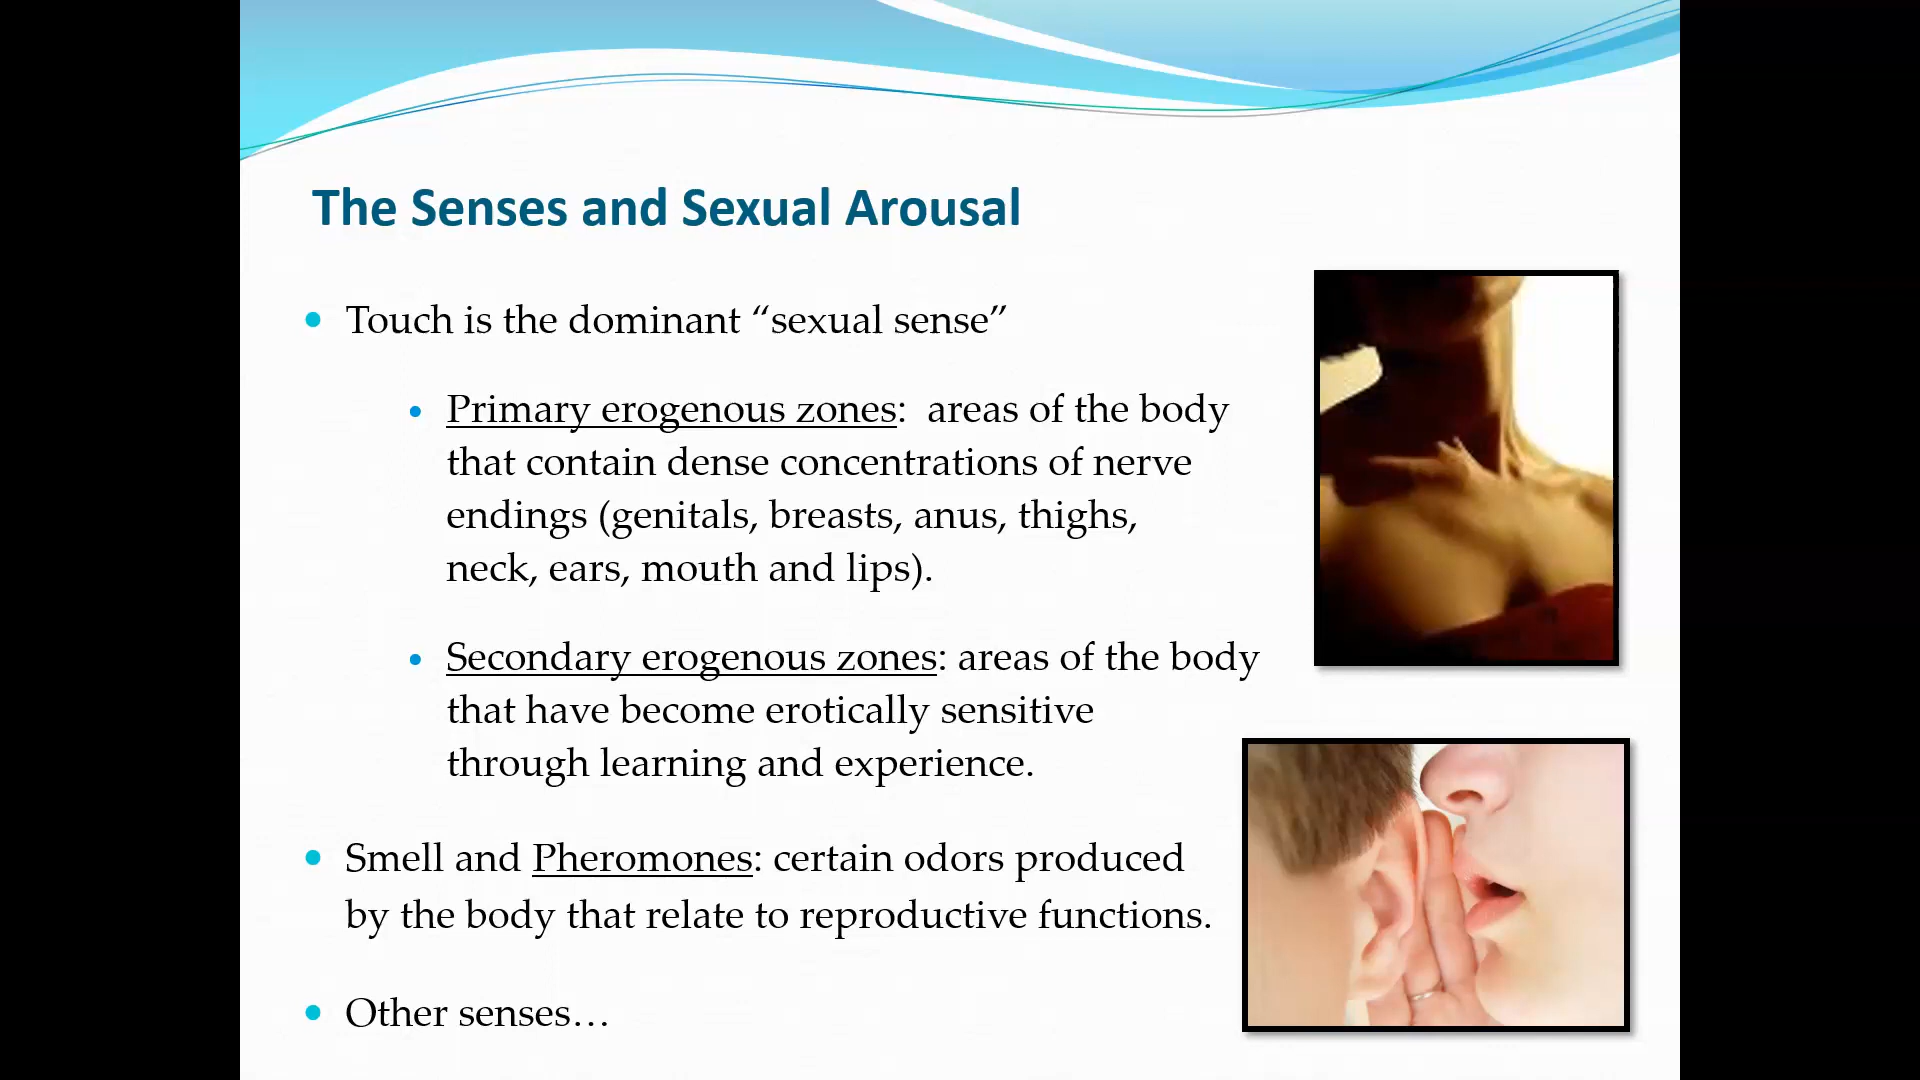 The Senses and Sexual Arousal
• Touch is the dominant “sexual sense”
• Primary erogenous zones:  areas of the body
that contain dense concentrations of nerve
endings (genitals, breasts, anus, thighs,
neck, ears, mouth and lips).
• Secondary erogenous zones: areas of the body
that have become erotically sensitive
through learning and experience.
• Smell and Pheromones: certain odors produced
by the body that relate to reproductive functions.
• Other senses…